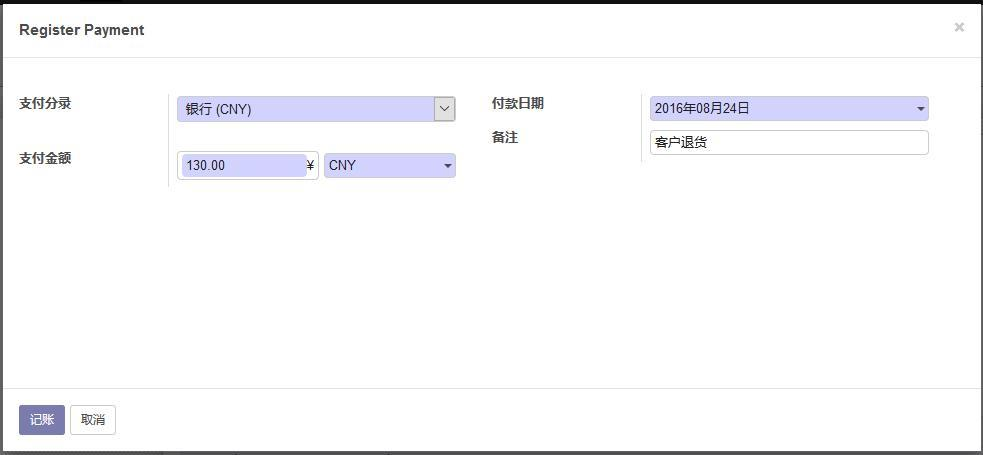 Register Payment
×
支付分录
银行 (CNY)
支付金额
130.00 ¥ CNY
付款日期
2016年08月24日
备注
客户退货
记账
取消